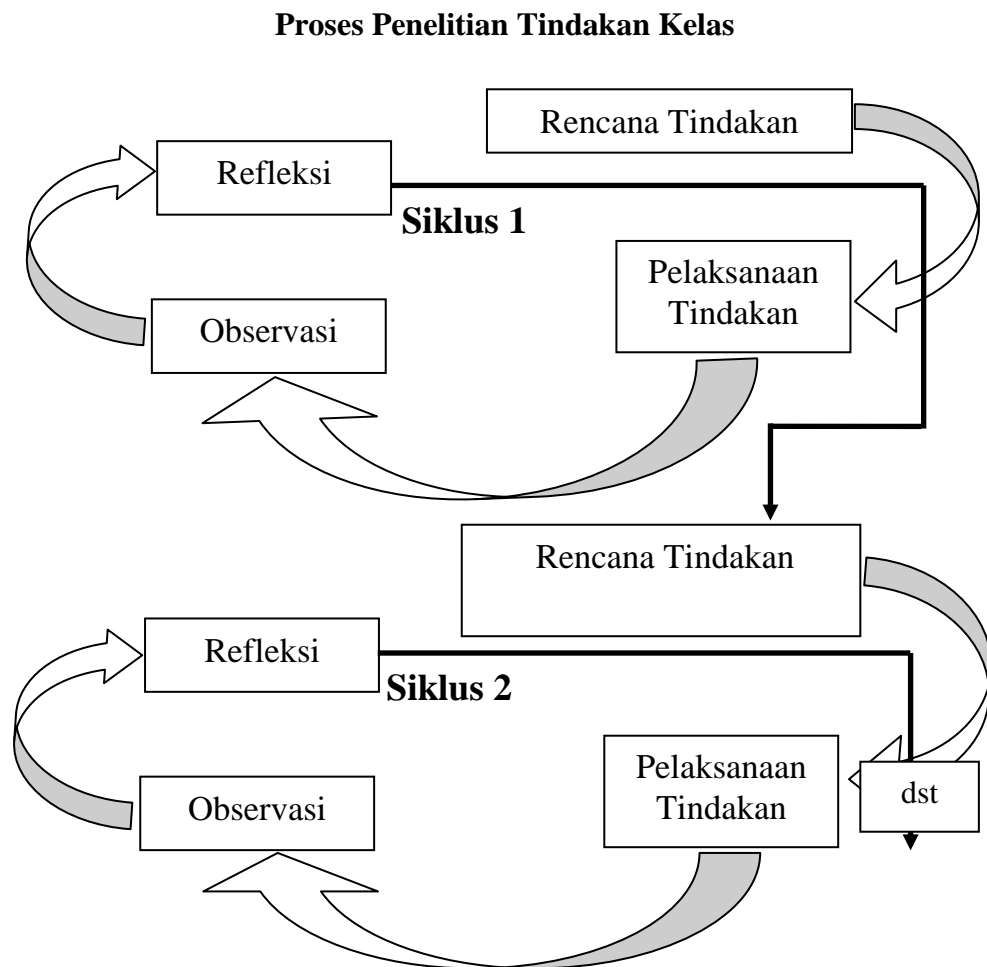 Proses Penelitian Tindakan Kelas
Rencana Tindakan
Refleksi
Siklus 1
Pelaksanaan
Tindakan
Observasi
Rencana Tindakan
Refleksi
Siklus 2
Pelaksanaan
Tindakan
dst
Observasi